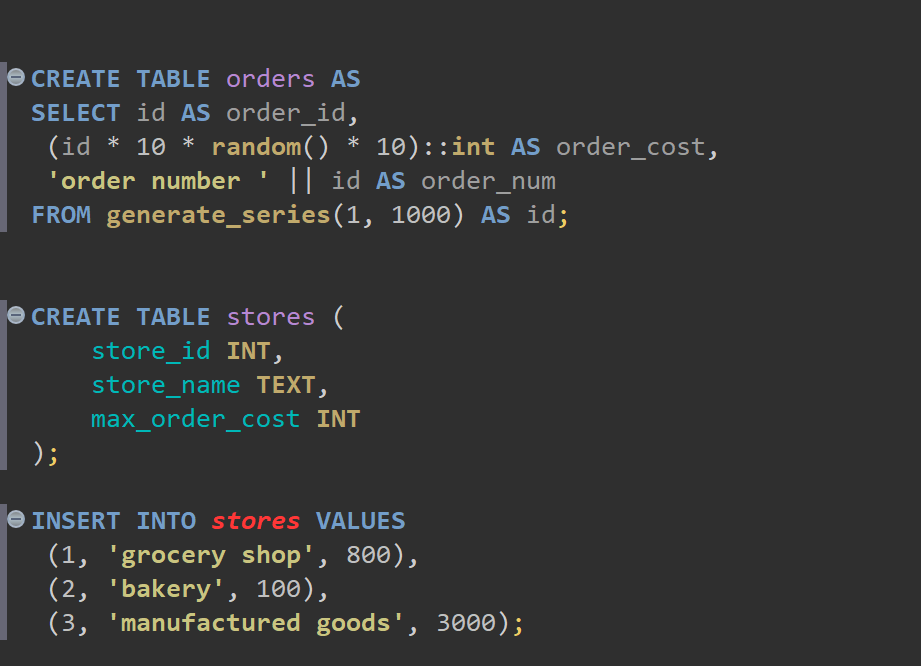 CREATE TABLE orders AS
SELECT id AS order_id,
(id * 10 * random() * 10)::int AS order_cost,
'order number ' || id AS order_num
FROM generate_series(1, 1000) AS id;
CREATE TABLE stores (
store_id INT,
store_name TEXT,
max_order_cost INT
);
INSERT INTO stores VALUES
(1, 'grocery shop', 800),
(2, 'bakery', 100),
(3, 'manufactured goods', 3000);